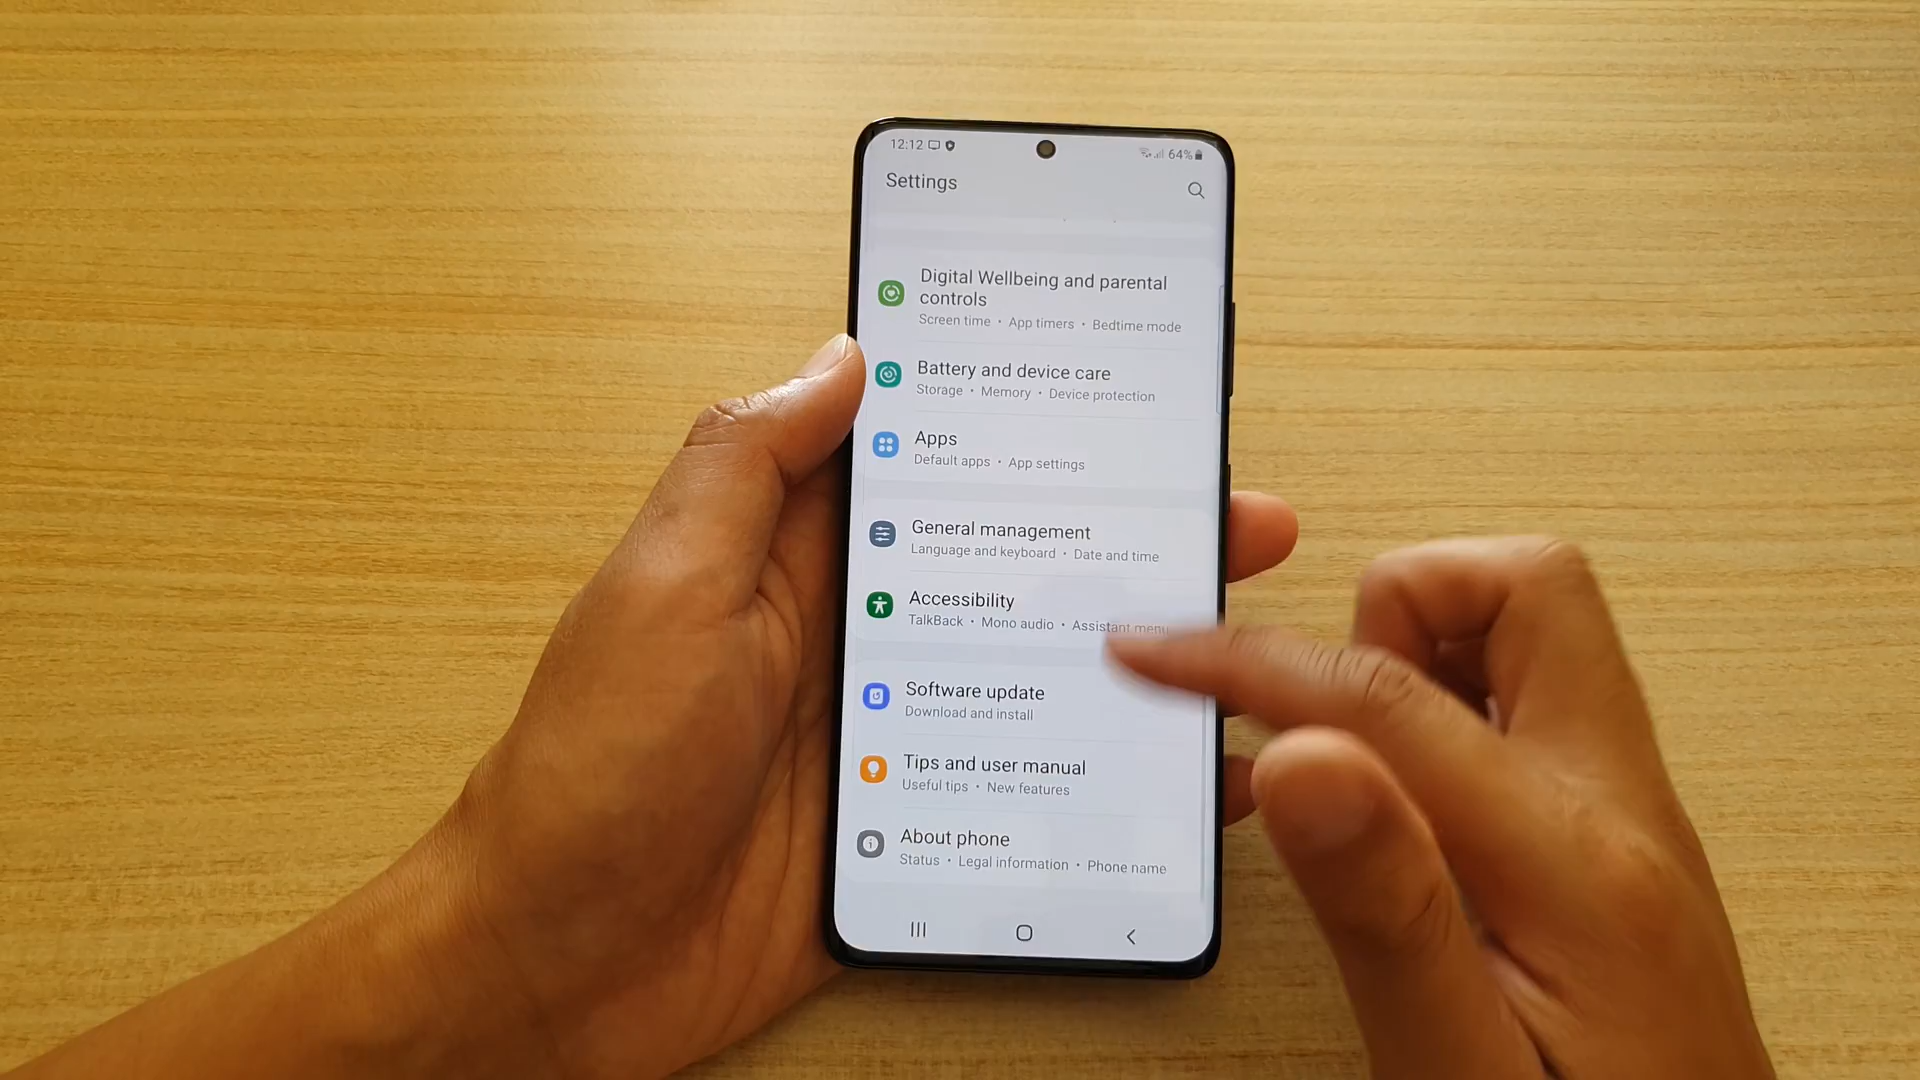 12:12
64%
Settings
Digital Wellbeing and parental
controls
Screen time • App timers • Bedtime mode
Battery and device care
Storage • Memory • Device protection
Apps
Default apps • App settings
General management
Language and keyboard • Date and time
Accessibility
TalkBack • Mono audio • Assistant menu
Software update
Download and install
Tips and user manual
Useful tips • New features
About phone
Status • Legal information • Phone name